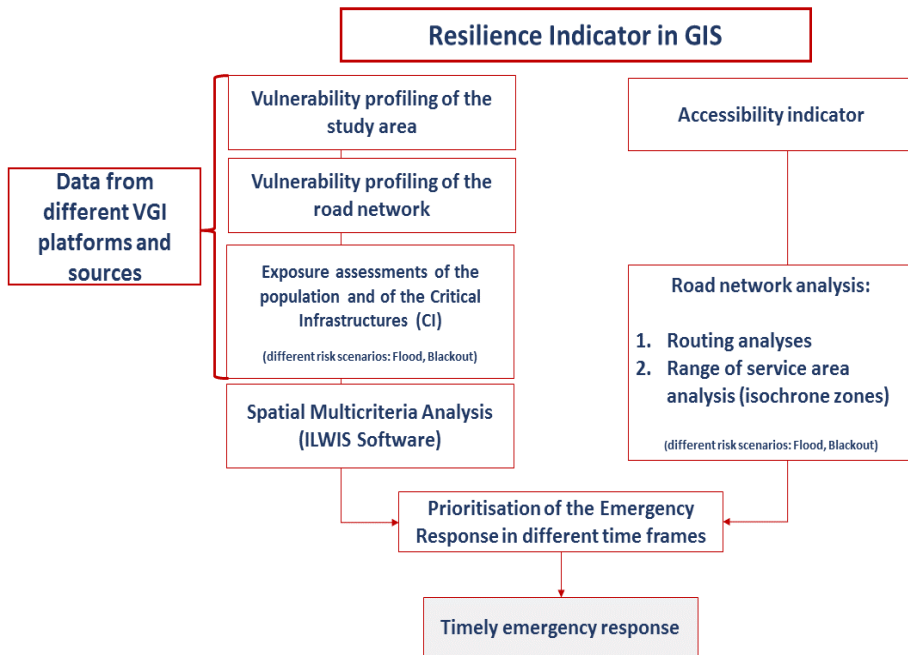 Resilience Indicator in GIS
Vulnerability profiling of the
study area
Vulnerability profiling of the
road network
Data from
different VGI
platforms and
sources
Exposure assessments of the
population and of the Critical
Infrastructures (CI)
(different risk scenarios: Flood, Blackout)
Spatial Multicriteria Analysis
(ILWIS Software)
Accessibility indicator
Road network analysis:
1. Routing analyses
2. Range of service area
analysis (isochrone zones)
(different risk scenarios: Flood, Blackout)
Prioritisation of the Emergency
Response in different time frames
Timely emergency response